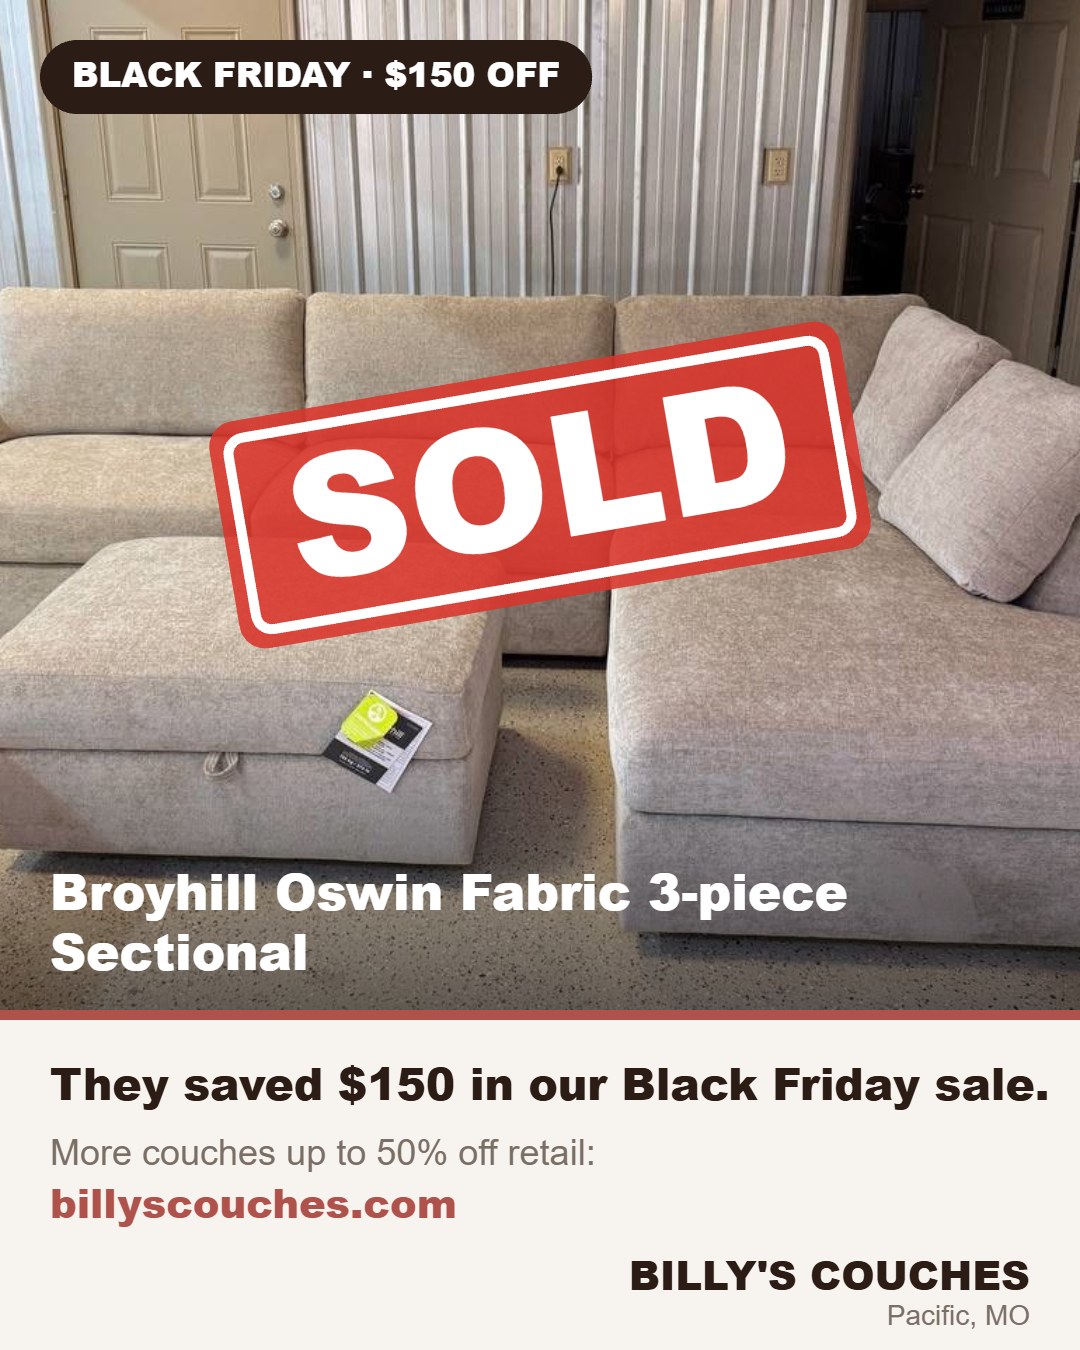 BLACK FRIDAY · $150 OFF
SOLD
Broyhill Oswin Fabric 3-piece
Sectional
They saved $150 in our Black Friday sale.
More couches up to 50% off retail:
billyscouches.com
BILLY'S COUCHES
Pacific, MO